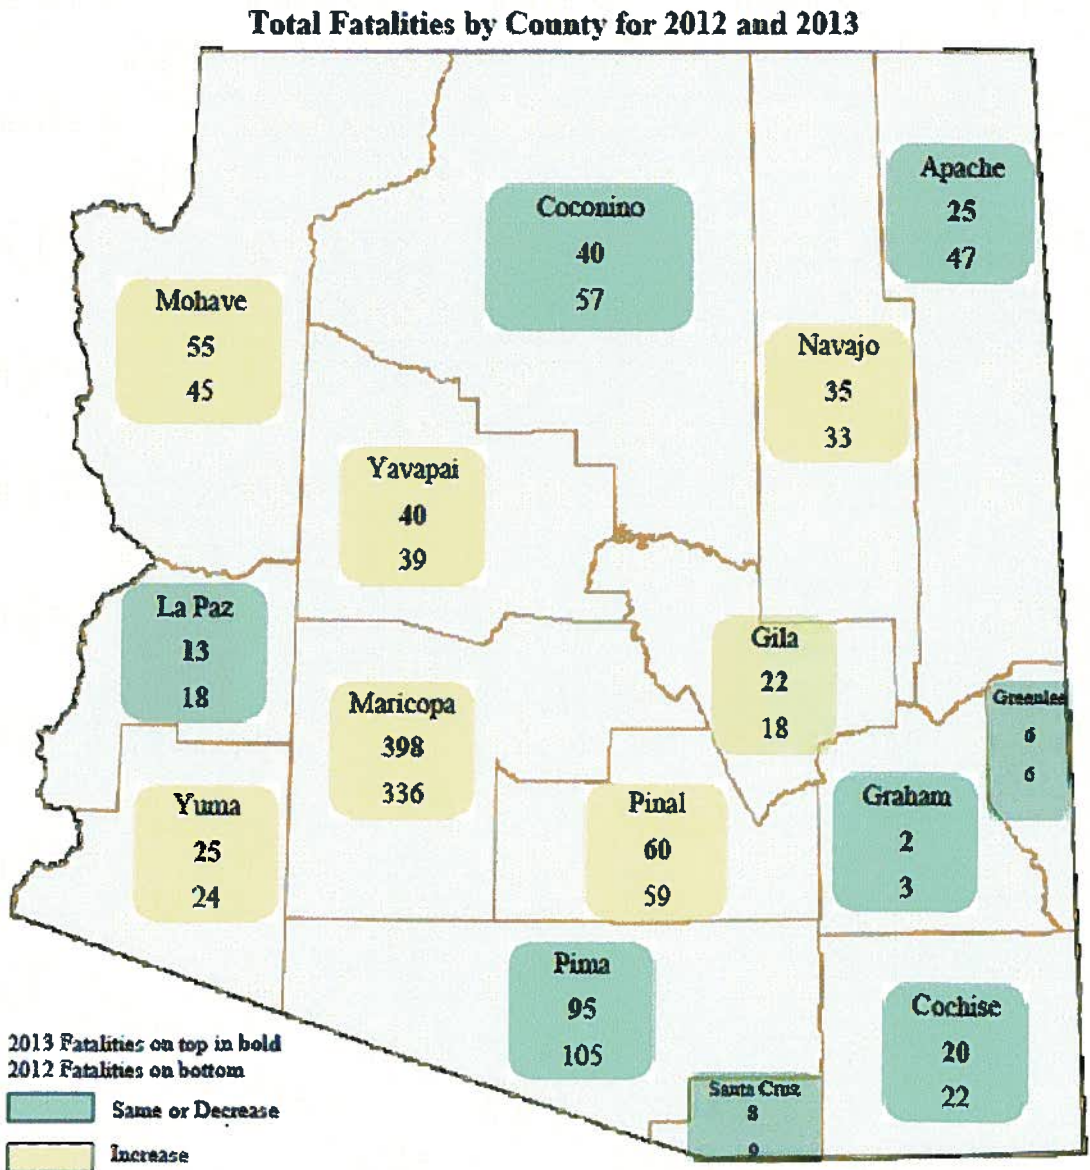 Total Fatalities by County for 2012 and 2013
Apache
25
47
Coconino
40
57
Mohave
55
45
Navajo
35
33
Yavapai
40
39
La Paz
13
18
Gila
22
18
Maricopa
398
336
Greenlee
6
6
Yuma
25
24
Pinal
60
59
Graham
2
3
Pima
95
105
Cochise
20
22
Santa Cruz
8
9
2013 Fatalities on top in bold
2012 Fatalities on bottom
Same or Decrease
Increase